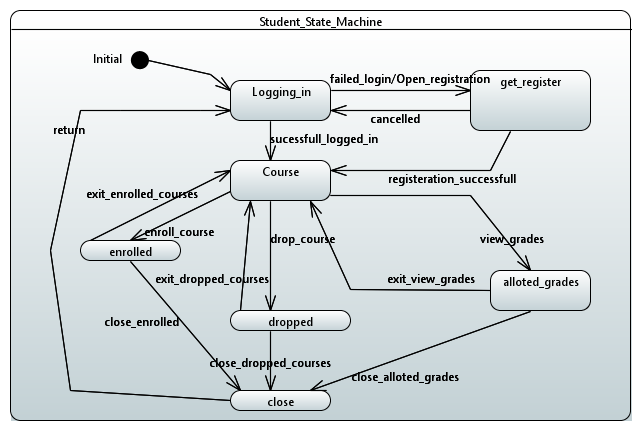 Student_State_Machine
Initial
failed_login/Open_registration
Logging_in
get_register
cancelled
return
sucessfull_logged_in
Course
registeration_successfull
exit_enrolled_courses
enroll_course
drop_course
view_grades
enrolled
exit_dropped_courses
exit_view_grades
alloted_grades
close_enrolled
dropped
close_dropped_courses
close_alloted_grades
close